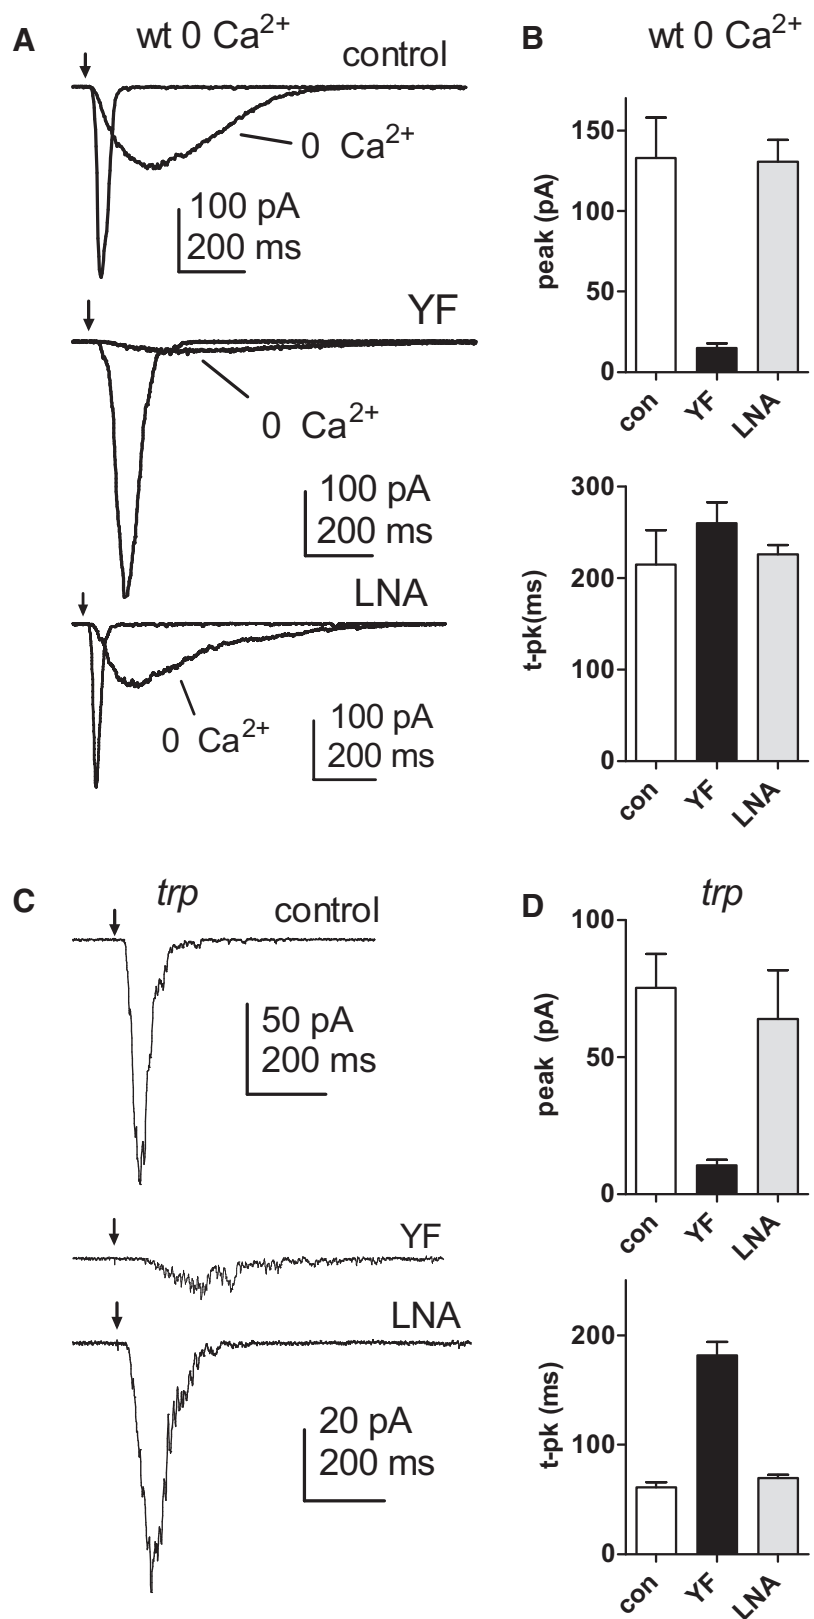 A
wt 0 Ca²⁺
control
0 Ca²⁺
100 pA
200 ms
YF
0 Ca²⁺
100 pA
200 ms
LNA
0 Ca²⁺
100 pA
200 ms
B
wt 0 Ca²⁺
peak (pA)
150
100
50
0
con
YF
LNA
t-pk(ms)
300
200
100
0
con
YF
LNA
C
trp
control
50 pA
200 ms
YF
LNA
20 pA
200 ms
D
trp
peak (pA)
100
50
0
con
YF
LNA
t-pk (ms)
200
100
0
con
YF
LNA